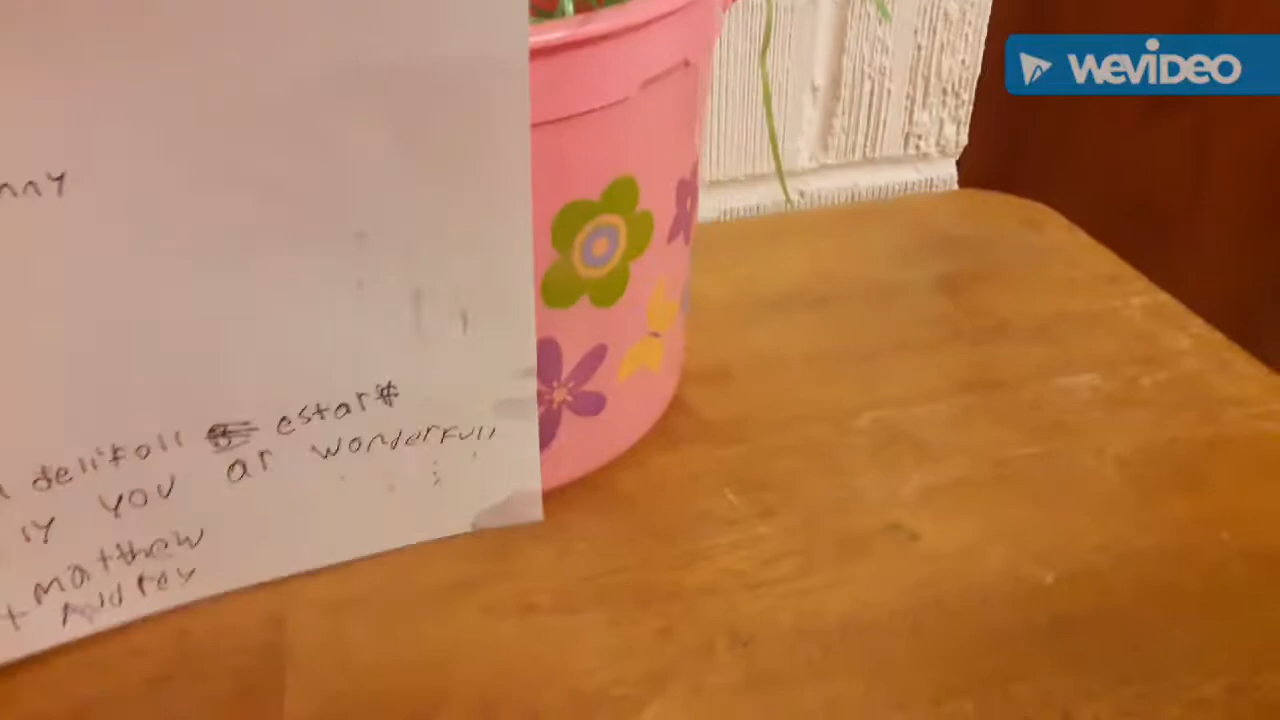 WeVideo
nny
delifoll estar
ly you ar wonderfull
+ matthew
Audrey